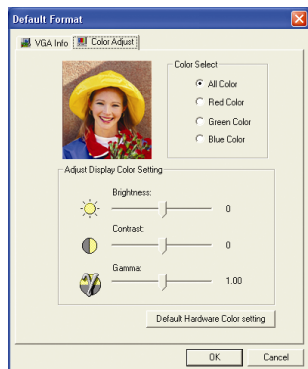 Default Format
VGA Info
Color Adjust
Color Select
All Color
Red Color
Green Color
Blue Color
Adjust Display Color Setting
Brightness:
0
Contrast:
0
Gamma:
1.00
Default Hardware Color setting
OK
Cancel